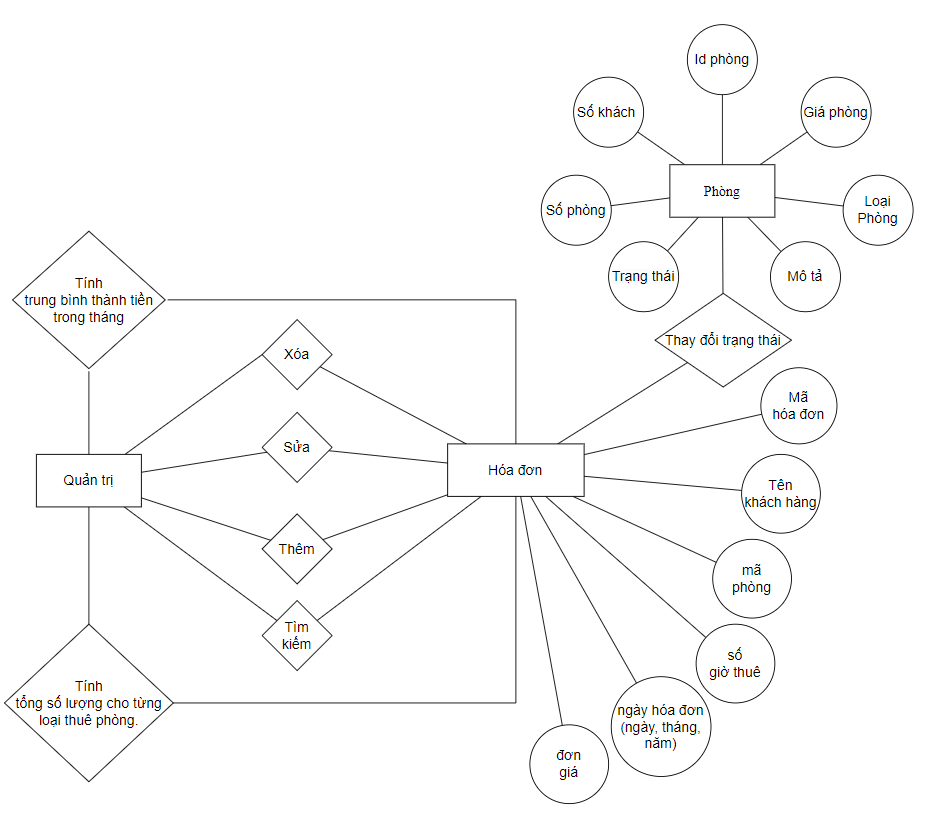 Id phòng
Số khách
Giá phòng
Phòng
Số phòng
Loại
Phòng
Trạng thái
Mô tả
Tính
trung bình thành tiền
trong tháng
Thay đổi trạng thái
Xóa
Mã
hóa đơn
Sửa
Quản trị
Hóa đơn
Tên
khách hàng
Thêm
mã
phòng
Tìm
kiếm
số
giờ thuê
Tính
tổng số lượng cho từng
loại thuê phòng.
ngày hóa đơn
(ngày, tháng,
năm)
đơn
giá